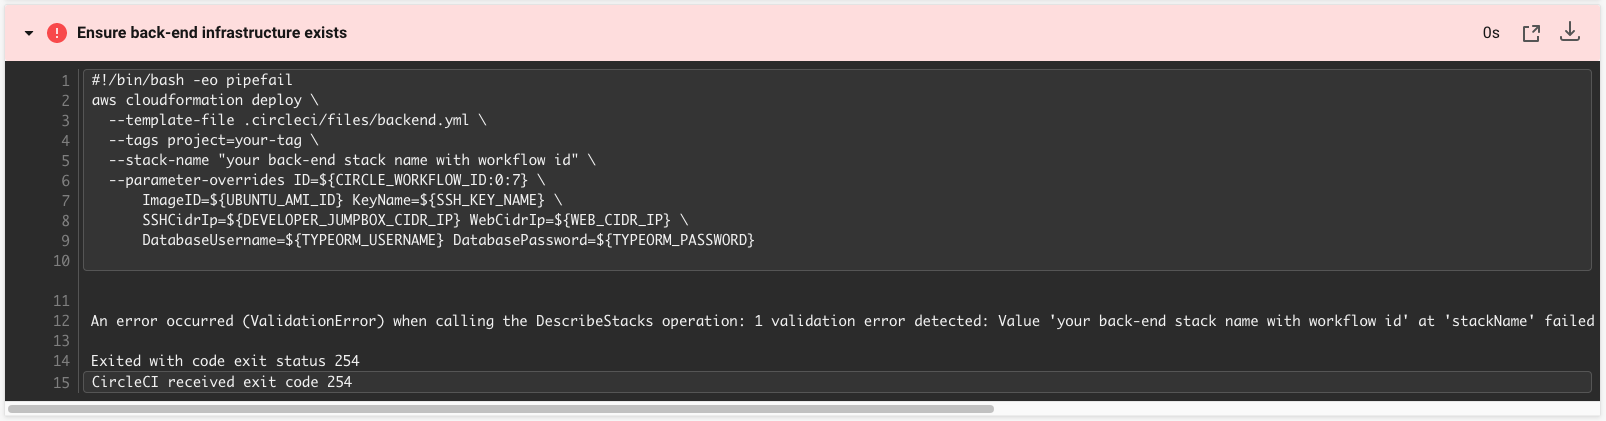 Ensure back-end infrastructure exists 0s
1 #!/bin/bash -eo pipefail
2 aws cloudformation deploy \
3   --template-file .circleci/files/backend.yml \
4   --tags project=your-tag \
5   --stack-name "your back-end stack name with workflow id" \
6   --parameter-overrides ID=${CIRCLE_WORKFLOW_ID:0:7} \
7       ImageID=${UBUNTU_AMI_ID} KeyName=${SSH_KEY_NAME} \
8       SSHCidrIp=${DEVELOPER_JUMPBOX_CIDR_IP} WebCidrIp=${WEB_CIDR_IP} \
9       DatabaseUsername=${TYPEORM_USERNAME} DatabasePassword=${TYPEORM_PASSWORD}
10
11
12 An error occurred (ValidationError) when calling the DescribeStacks operation: 1 validation error detected: Value 'your back-end stack name with workflow id' at 'stackName' failed
13
14 Exited with code exit status 254
15 CircleCI received exit code 254